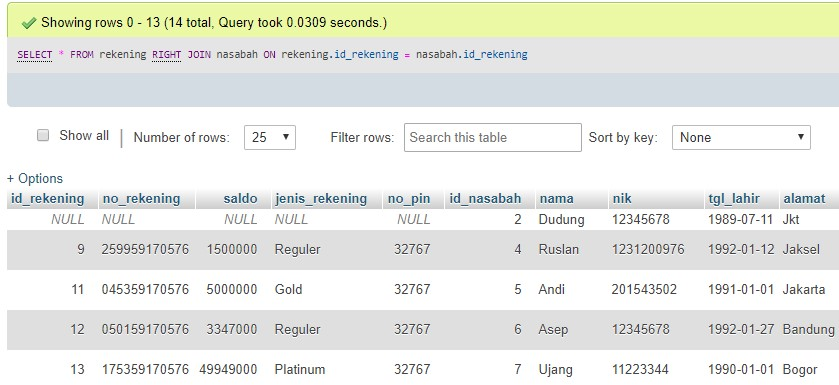 Showing rows 0 - 13 (14 total, Query took 0.0309 seconds.)
SELECT * FROM rekening RIGHT JOIN nasabah ON rekening.id_rekening = nasabah.id_rekening
Show all | Number of rows: 25 Filter rows: Search this table Sort by key: None
+ Options
id_rekening no_rekening saldo jenis_rekening no_pin id_nasabah nama nik tgl_lahir alamat
NULL NULL NULL NULL NULL 2 Dudung 12345678 1989-07-11 Jkt
9 259959170576 1500000 Reguler 32767 4 Ruslan 1231200976 1992-01-12 Jaksel
11 045359170576 5000000 Gold 32767 5 Andi 201543502 1991-01-01 Jakarta
12 050159170576 3347000 Reguler 32767 6 Asep 12345678 1992-01-27 Bandung
13 175359170576 49949000 Platinum 32767 7 Ujang 11223344 1990-01-01 Bogor